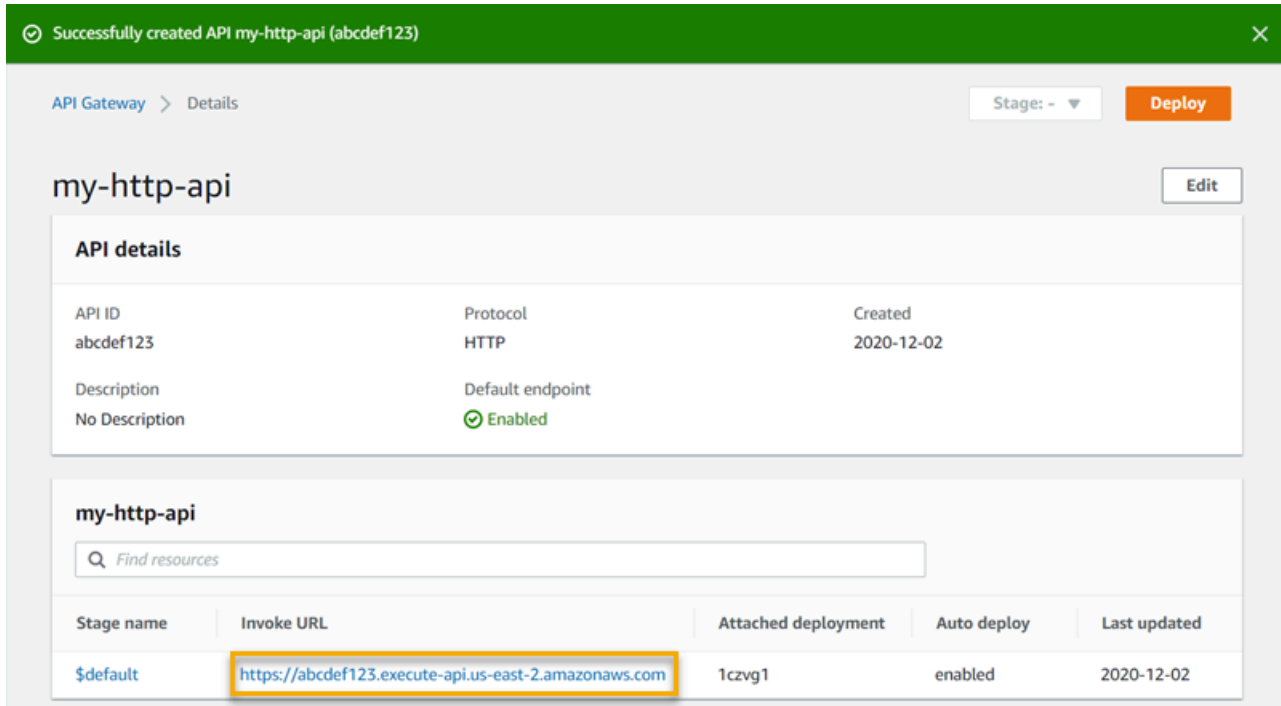 Successfully created API my-http-api (abcdef123)
API Gateway > Details
Stage: - ▼ Deploy
my-http-api Edit
API details
API ID Protocol Created
abcdef123 HTTP 2020-12-02
Description Default endpoint
No Description Enabled
my-http-api
Find resources
Stage name Invoke URL Attached deployment Auto deploy Last updated
$default https://abcdef123.execute-api.us-east-2.amazonaws.com 1czvg1 enabled 2020-12-02